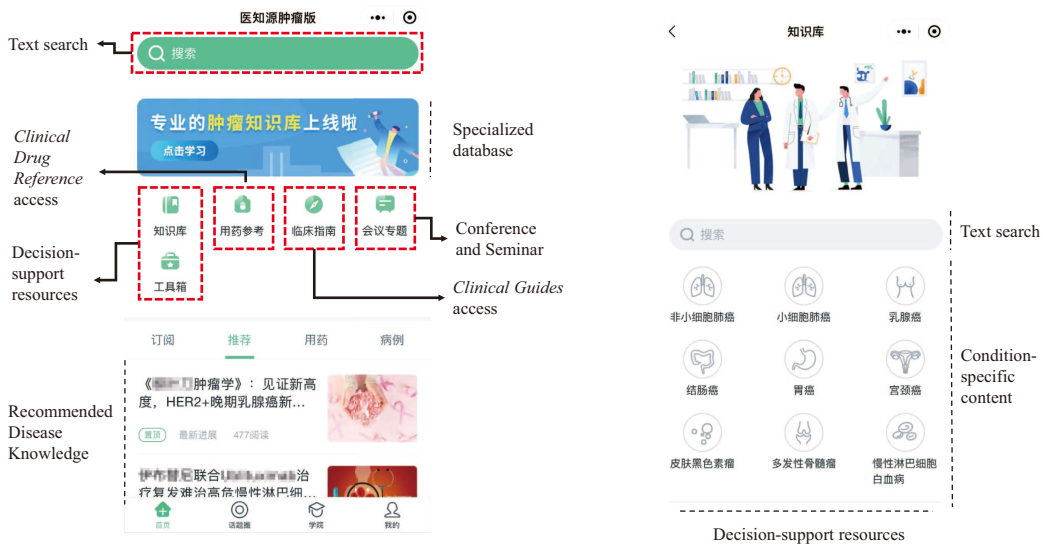 医知源肿瘤版
Text search
搜索
专业的肿瘤知识库上线啦
点击学习
Specialized
database
Clinical
Drug
Reference
access
知识库
用药参考
临床指南
会议专题
Conference
and Seminar
Decision-
support
resources
工具箱
Clinical Guides
access
订阅
推荐
用药
病例
Recommended
Disease
Knowledge
《肿瘤学》：见证新高
度，HER2+晚期乳腺癌新…
置顶
最新进展
477阅读
联合治
疗复发难治高危慢性淋巴细…
首页
话题圈
学院
我的
知识库
搜索
Text search
非小细胞肺癌
小细胞肺癌
乳腺癌
结肠癌
胃癌
宫颈癌
皮肤黑色素瘤
多发性骨髓瘤
慢性淋巴细胞
白血病
Condition-
specific
content
Decision-support resources